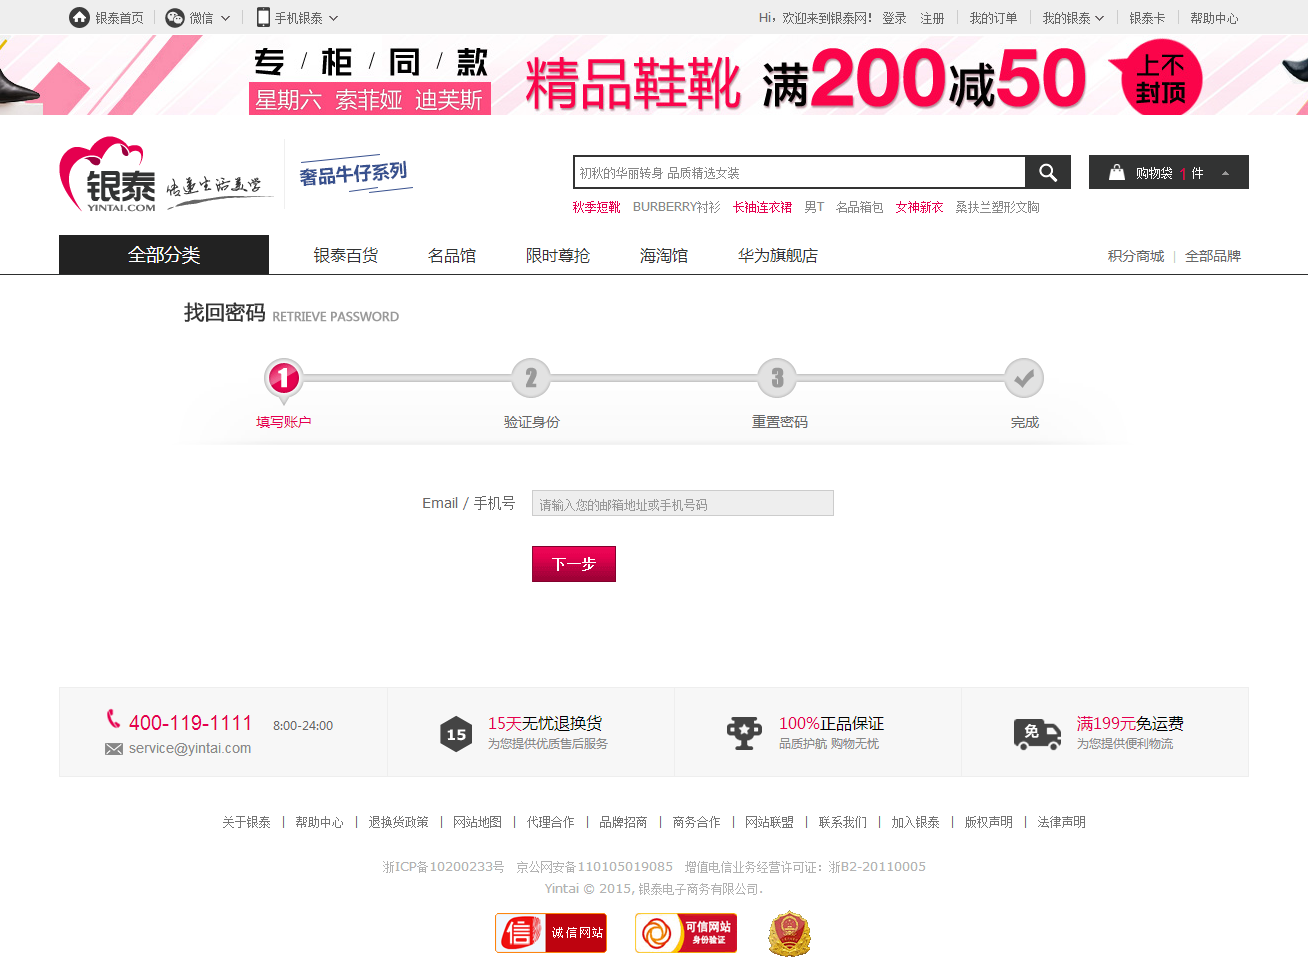 银泰首页 微信 手机银泰 Hi，欢迎来到银泰网! 登录 注册 我的订单 我的银泰 银泰卡 帮助中心
专/柜/同/款
星期六 索菲娅 迪芙斯
精品鞋靴 满200减50
上不
封顶
银泰
YINTAI.COM
传递生活美学
奢品牛仔系列
初秋的华丽转身 品质精选女装
购物袋 1 件
秋季短靴 BURBERRY衬衫 长袖连衣裙 男T 名品箱包 女神新衣 桑扶兰塑形文胸
全部分类 银泰百货 名品馆 限时尊抢 海淘馆 华为旗舰店 积分商城 | 全部品牌
找回密码 RETRIEVE PASSWORD
1 2 3
填写账户 验证身份 重置密码 完成
Email / 手机号 请输入您的邮箱地址或手机号码
下一步
400-119-1111 8:00-24:00
service@yintai.com
15
15天无忧退换货
为您提供优质售后服务
100%正品保证
品质护航 购物无忧
免
满199元免运费
为您提供便利物流
关于银泰 | 帮助中心 | 退换货政策 | 网站地图 | 代理合作 | 品牌招商 | 商务合作 | 网站联盟 | 联系我们 | 加入银泰 | 版权声明 | 法律声明
浙ICP备10200233号 京公网安备110105019085 增值电信业务经营许可证：浙B2-20110005
Yintai © 2015, 银泰电子商务有限公司.
信 诚信网站
可信网站
身份验证